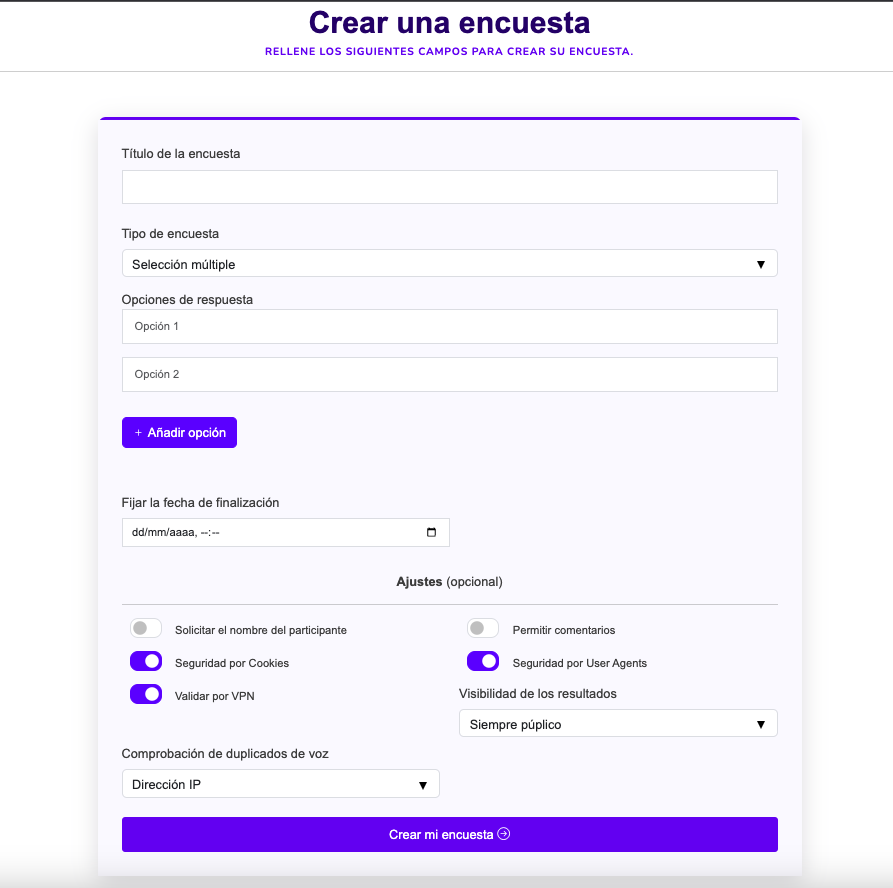 Crear una encuesta
RELLENE LOS SIGUIENTES CAMPOS PARA CREAR SU ENCUESTA.
Título de la encuesta
Tipo de encuesta
Selección múltiple
Opciones de respuesta
Opción 1
Opción 2
+ Añadir opción
Fijar la fecha de finalización
dd/mm/aaaa, --:--
Ajustes (opcional)
Solicitar el nombre del participante
Permitir comentarios
Seguridad por Cookies
Seguridad por User Agents
Validar por VPN
Visibilidad de los resultados
Siempre púplico
Comprobación de duplicados de voz
Dirección IP
Crear mi encuesta